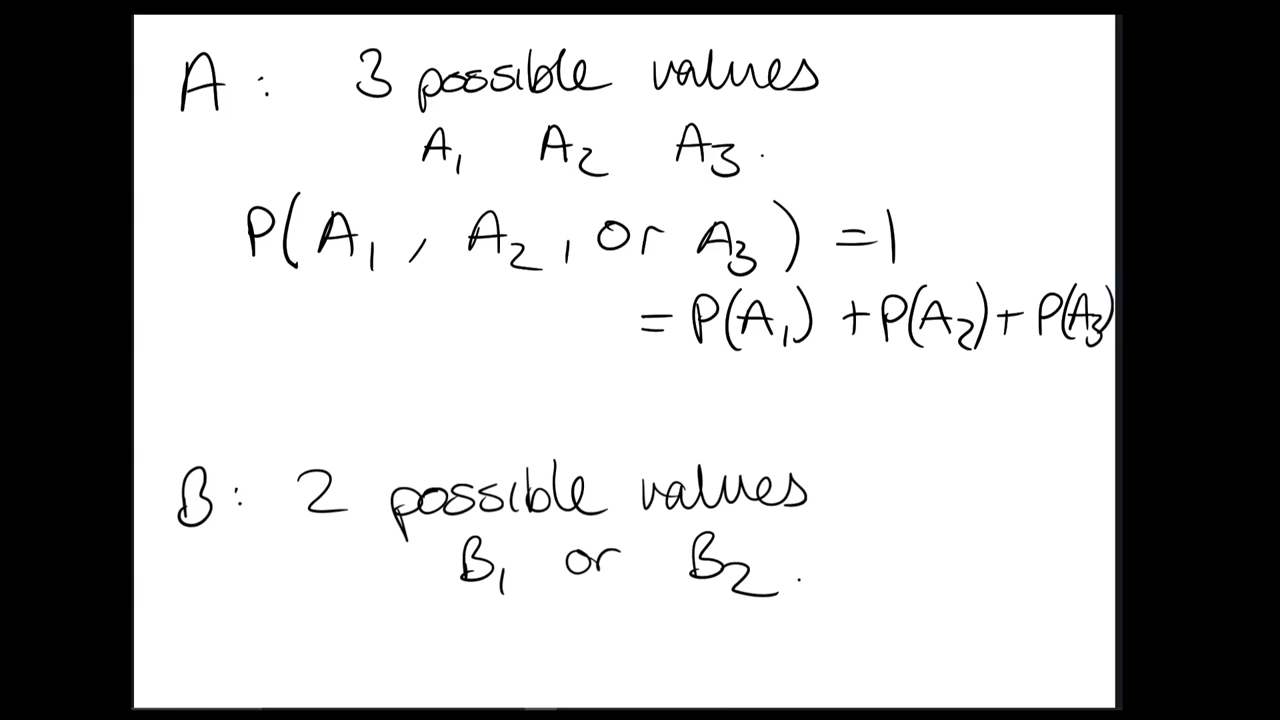 A : 3 possible values
A₁ A₂ A₃.
P(A₁, A₂, or A₃) = 1
= P(A₁) + P(A₂) + P(A₃)
B : 2 possible values
B₁ or B₂.